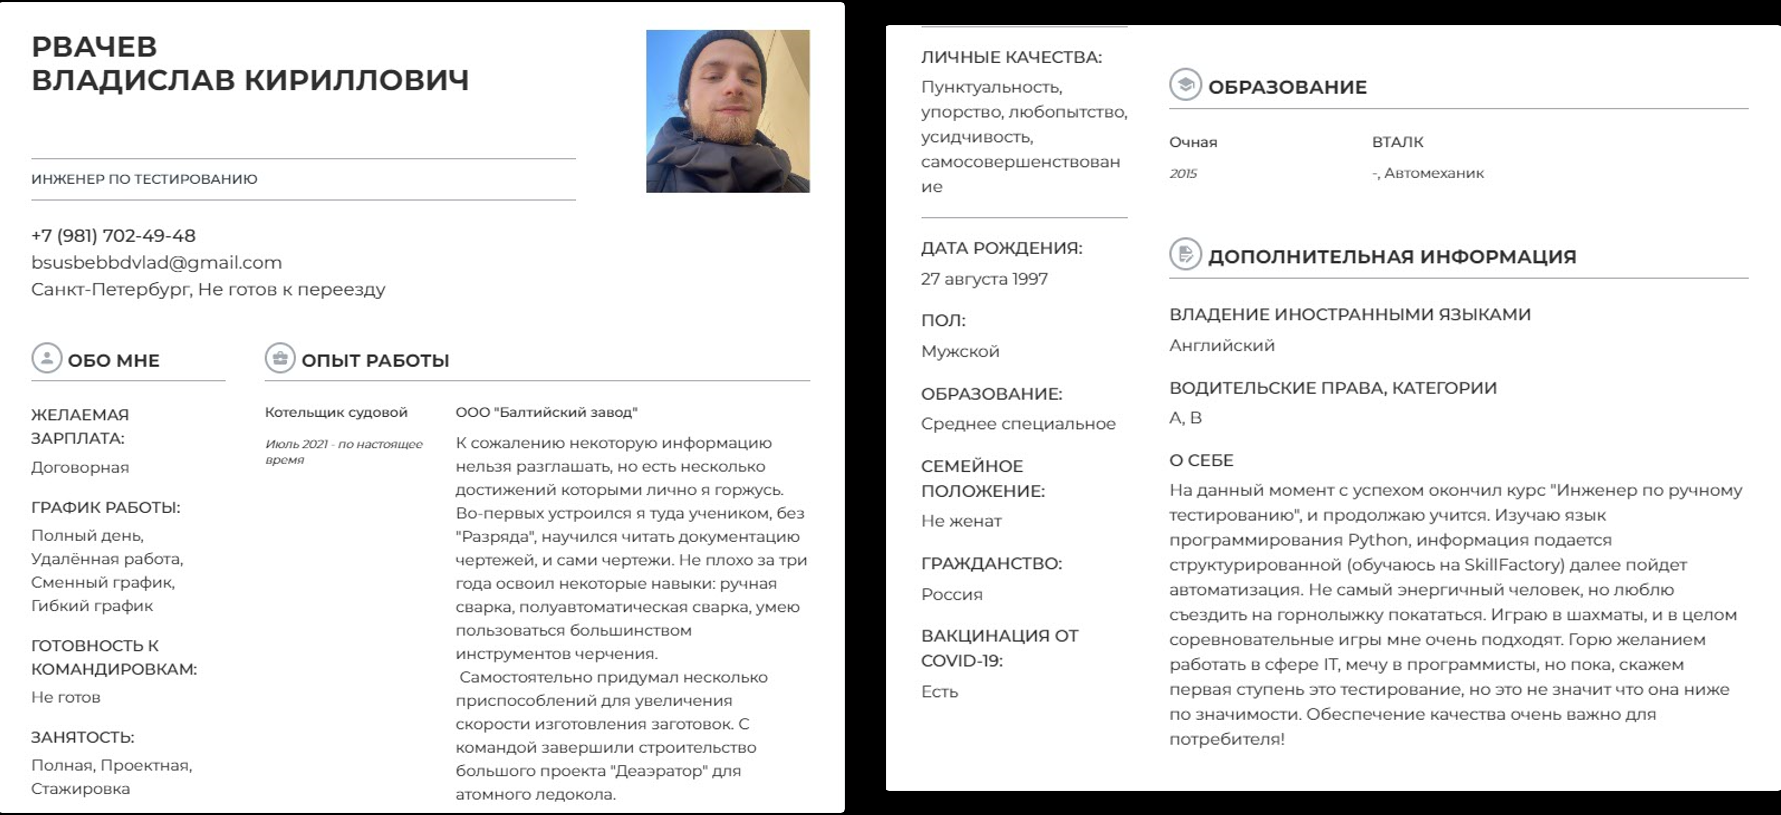 РВАЧЕВ
ВЛАДИСЛАВ КИРИЛЛОВИЧ
ИНЖЕНЕР ПО ТЕСТИРОВАНИЮ
+7 (981) 702-49-48
bsusbebbdvlad@gmail.com
Санкт-Петербург, Не готов к переезду
ОБО МНЕ
ЖЕЛАЕМАЯ
ЗАРПЛАТА:
Договорная
ГРАФИК РАБОТЫ:
Полный день,
Удалённая работа,
Сменный график,
Гибкий график
ГОТОВНОСТЬ К
КОМАНДИРОВКАМ:
Не готов
ЗАНЯТОСТЬ:
Полная, Проектная,
Стажировка
ОПЫТ РАБОТЫ
Котельщик судовой
Июль 2021 - по настоящее
время
ООО "Балтийский завод"
К сожалению некоторую информацию
нельзя разглашать, но есть несколько
достижений которыми лично я горжусь.
Во-первых устроился я туда учеником, без
"Разряда", научился читать документацию
чертежей, и сами чертежи. Не плохо за три
года освоил некоторые навыки: ручная
сварка, полуавтоматическая сварка, умею
пользоваться большинством
инструментов черчения.
Самостоятельно придумал несколько
приспособлений для увеличения
скорости изготовления заготовок. С
командой завершили строительство
большого проекта "Деаэратор" для
атомного ледокола.
ЛИЧНЫЕ КАЧЕСТВА:
Пунктуальность,
упорство, любопытство,
усидчивость,
самосовершенствован
ие
ДАТА РОЖДЕНИЯ:
27 августа 1997
ПОЛ:
Мужской
ОБРАЗОВАНИЕ:
Среднее специальное
СЕМЕЙНОЕ
ПОЛОЖЕНИЕ:
Не женат
ГРАЖДАНСТВО:
Россия
ВАКЦИНАЦИЯ ОТ
COVID-19:
Есть
ОБРАЗОВАНИЕ
Очная
2015
ВТАЛК
-, Автомеханик
ДОПОЛНИТЕЛЬНАЯ ИНФОРМАЦИЯ
ВЛАДЕНИЕ ИНОСТРАННЫМИ ЯЗЫКАМИ
Английский
ВОДИТЕЛЬСКИЕ ПРАВА, КАТЕГОРИИ
A, B
О СЕБЕ
На данный момент с успехом окончил курс "Инженер по ручному
тестированию", и продолжаю учится. Изучаю язык
программирования Python, информация подается
структурированной (обучаюсь на SkillFactory) далее пойдет
автоматизация. Не самый энергичный человек, но люблю
съездить на горнолыжку покататься. Играю в шахматы, и в целом
соревновательные игры мне очень подходят. Горю желанием
работать в сфере IT, мечу в программисты, но пока, скажем
первая ступень это тестирование, но это не значит что она ниже
по значимости. Обеспечение качества очень важно для
потребителя!